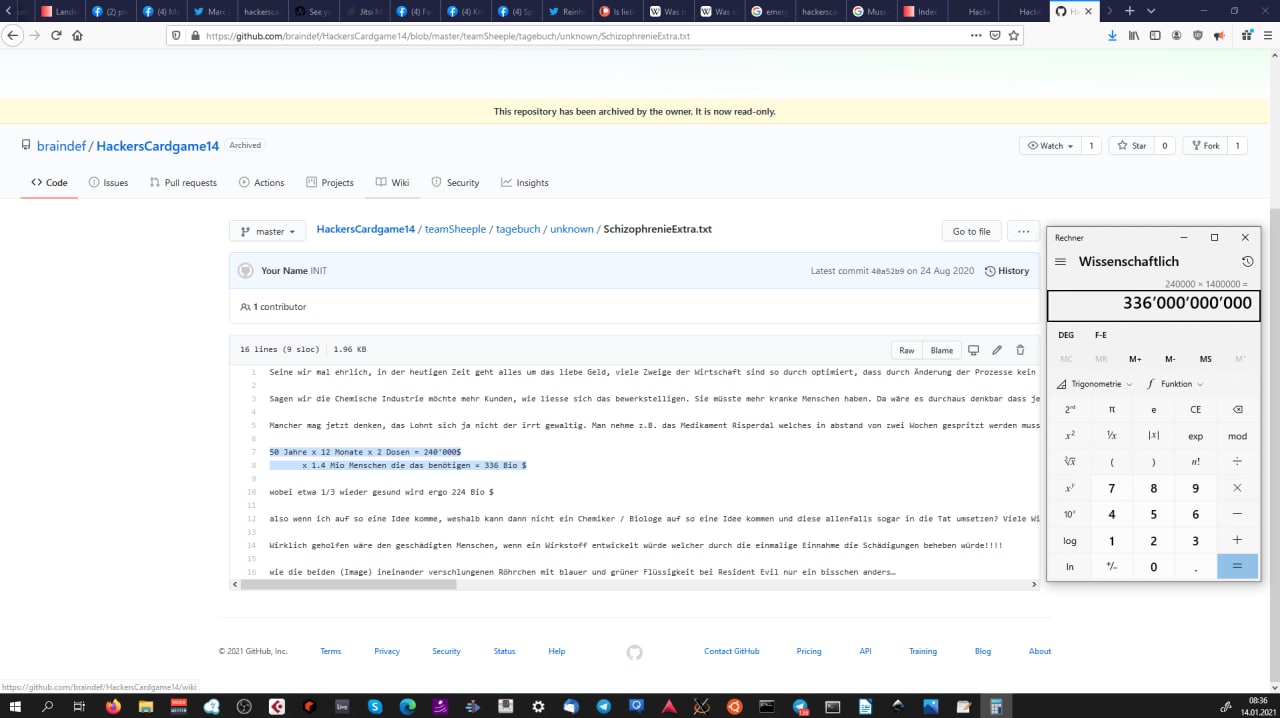 Lande
(2) pi
(4) M
Marc
hackersca
See yo
Jitsi M
(4) Fa
(4) Kri
(4) Sp
Reinh
Is lieb
Was i
Was i
emer
hackersca
Muss
Index
Hack
Hack
https://github.com/braindef/HackersCardgame14/blob/master/teamSheeple/tagebuch/unknown/SchizophrenieExtra.txt
This repository has been archived by the owner. It is now read-only.
braindef / HackersCardgame14 Archived
Watch 1 Star 0 Fork 1
Code Issues Pull requests Actions Projects Wiki Security Insights
master HackersCardgame14 / teamSheeple / tagebuch / unknown / SchizophrenieExtra.txt Go to file ...
Your Name INIT Latest commit 40a52b9 on 24 Aug 2020 History
1 contributor
16 lines (9 sloc) 1.96 KB Raw Blame
1 Seine wir mal ehrlich, in der heutigen Zeit geht alles um das liebe Geld, viele Zweige der Wirtschaft sind so durch optimiert, dass durch Änderung der Prozesse kein
2
3 Sagen wir die Chemische Industrie möchte mehr Kunden, wie liesse sich das bewerkstelligen. Sie müsste mehr kranke Menschen haben. Da wäre es durchaus denkbar dass je
4
5 Mancher mag jetzt denken, das Lohnt sich ja nicht der irrt gewaltig. Man nehme z.B. das Medikament Risperdal welches in abstand von zwei Wochen gespritzt werden muss
6
7 50 Jahre x 12 Monate x 2 Dosen = 240'000$
8 x 1.4 Mio Menschen die das benötigen = 336 Bio $
9
10 wobei etwa 1/3 wieder gesund wird ergo 224 Bio $
11
12 also wenn ich auf so eine Idee komme, weshalb kann dann nicht ein Chemiker / Biologe auf so eine Idee kommen und diese allenfalls sogar in die Tat umsetzen? Viele Wi
13
14 Wirklich geholfen wäre den geschädigten Menschen, wenn ein Wirkstoff entwickelt würde welcher durch die einmalige Einnahme die Schädigungen beheben würde!!!!
15
16 wie die beiden (Image) ineinander verschlungenen Röhrchen mit blauer und grüner Flüssigkeit bei Resident Evil nur ein bisschen anders…
© 2021 GitHub, Inc. Terms Privacy Security Status Help Contact GitHub Pricing API Training Blog About
https://github.com/braindef/HackersCardgame14/wiki
Rechner
Wissenschaftlich
240000 × 1400000 =
336'000'000'000
DEG F-E
MC MR M+ M- MS M˅
Trigonometrie Funktion
2ⁿᵈ π e CE
x² ¹/x |x| exp mod
²√x ( ) n! ÷
xʸ 7 8 9 ×
10ˣ 4 5 6 −
log 1 2 3 +
ln +/− 0 . =
08:36
14.01.2021